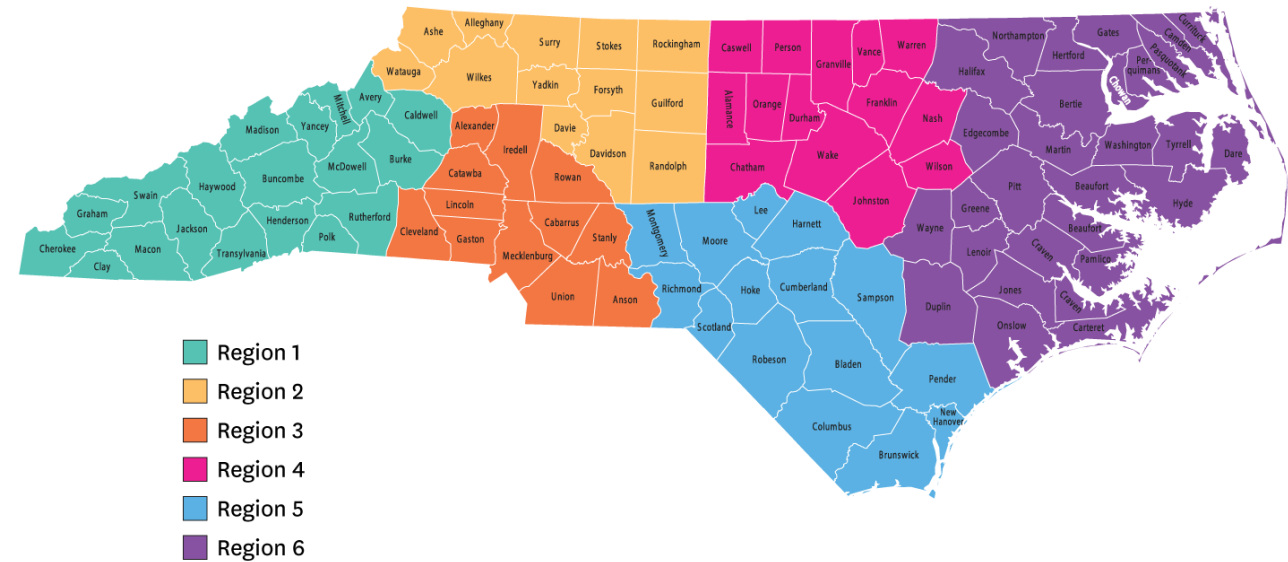 Ashe
Alleghany
Surry
Stokes
Rockingham
Watauga
Wilkes
Yadkin
Forsyth
Guilford
Davie
Davidson
Randolph
Caswell
Person
Granville
Vance
Warren
Alamance
Orange
Durham
Franklin
Nash
Chatham
Wake
Wilson
Johnston
Northampton
Gates
Currituck
Camden
Pasquotank
Per-
quimans
Hertford
Halifax
Chowan
Bertie
Edgecombe
Martin
Washington
Tyrrell
Dare
Pitt
Beaufort
Hyde
Greene
Wayne
Beaufort
Lenoir
Craven
Pamlico
Jones
Craven
Duplin
Onslow
Carteret
Mitchell
Avery
Caldwell
Madison
Yancey
Burke
McDowell
Buncombe
Haywood
Swain
Graham
Jackson
Henderson
Rutherford
Polk
Cherokee
Macon
Transylvania
Clay
Alexander
Iredell
Catawba
Rowan
Lincoln
Cleveland
Gaston
Cabarrus
Stanly
Mecklenburg
Union
Anson
Montgomery
Lee
Harnett
Moore
Richmond
Hoke
Cumberland
Sampson
Scotland
Robeson
Bladen
Pender
New
Hanover
Columbus
Brunswick
Region 1
Region 2
Region 3
Region 4
Region 5
Region 6